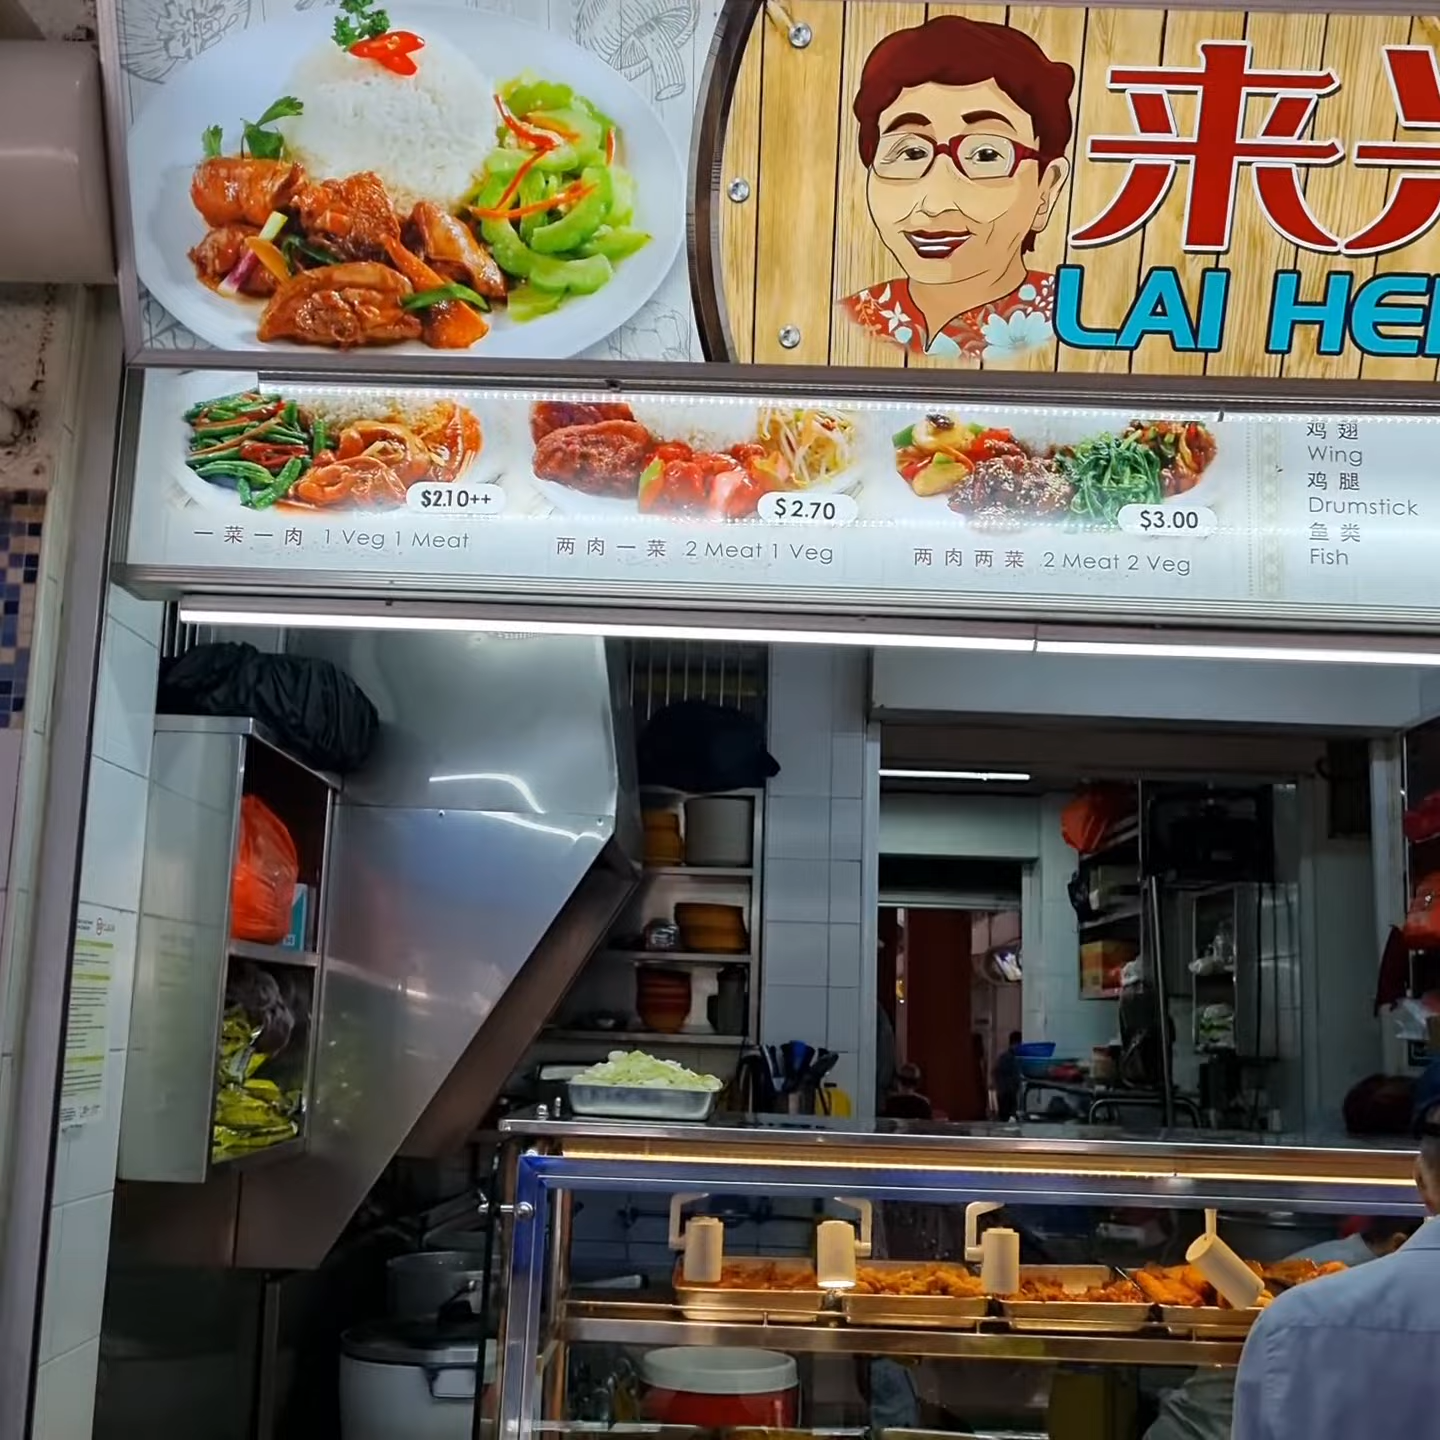 来
LAI HE
$2.10++
一菜一肉 1 Veg 1 Meat
$2.70
两肉一菜 2 Meat 1 Veg
$3.00
两肉两菜 2 Meat 2 Veg
鸡翅
Wing
鸡腿
Drumstick
鱼类
Fish